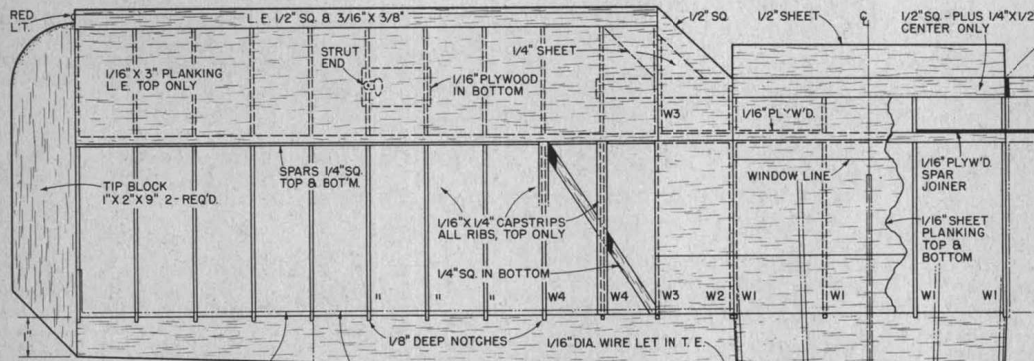 RED
L'T.
L. E. 1/2" SQ. & 3/16" X 3/8"
1/2" SQ.
1/2" SHEET
℄
1/2" SQ. - PLUS 1/4" X 1/2
CENTER ONLY
1/4" SHEET
STRUT
END
1/16" X 3" PLANKING
L. E. TOP ONLY
1/16" PLYWOOD
IN BOTTOM
W3
1/16" PLYW'D.
SPARS 1/4" SQ.
TOP & BOT'M.
WINDOW LINE
1/16" PLYW'D.
SPAR
JOINER
TIP BLOCK
1" X 2" X 9" 2 - REQ'D.
1/16" X 1/4" CAPSTRIPS
ALL RIBS, TOP ONLY
1/16" SHEET
PLANKING
TOP &
BOTTOM
1/4" SQ. IN BOTTOM
" " " W4 W4 W3 W2 W1 W1 W1 W1
1"
1/8" DEEP NOTCHES
1/16" DIA. WIRE LET IN T. E.